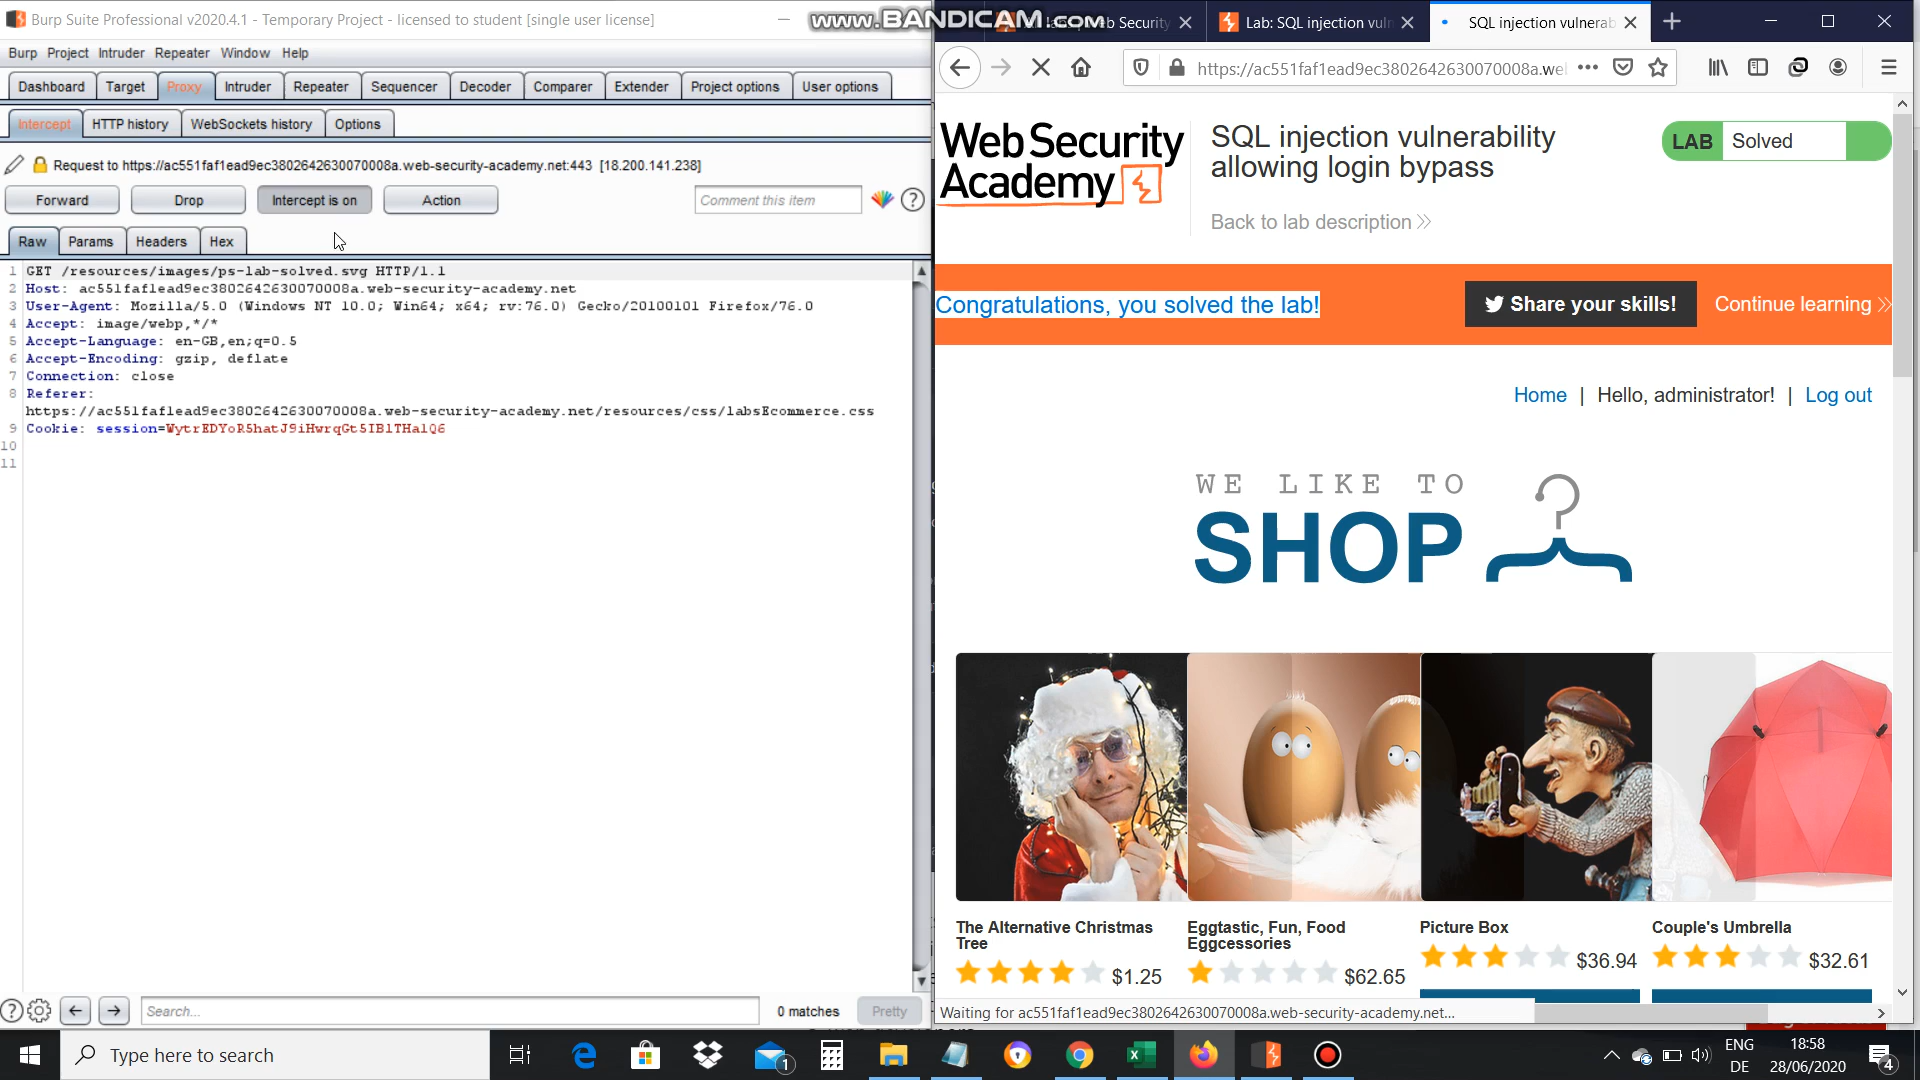 Burp Suite Professional v2020.4.1 - Temporary Project - licensed to student [single user license]
www.BANDICAM.com
Burp Project Intruder Repeater Window Help
Dashboard Target Proxy Intruder Repeater Sequencer Decoder Comparer Extender Project options User options
Intercept HTTP history WebSockets history Options
Request to https://ac551faf1ead9ec3802642630070008a.web-security-academy.net:443 [18.200.141.238]
Forward Drop Intercept is on Action Comment this item
Raw Params Headers Hex
1 GET /resources/images/ps-lab-solved.svg HTTP/1.1
2 Host: ac551faf1ead9ec3802642630070008a.web-security-academy.net
3 User-Agent: Mozilla/5.0 (Windows NT 10.0; Win64; x64; rv:76.0) Gecko/20100101 Firefox/76.0
4 Accept: image/webp,*/*
5 Accept-Language: en-GB,en;q=0.5
6 Accept-Encoding: gzip, deflate
7 Connection: close
8 Referer:
https://ac551faf1ead9ec3802642630070008a.web-security-academy.net/resources/css/labsEcommerce.css
9 Cookie: session=WytrEDYoR5hatJ9iHwrqGt5IBlTHalQ6
10
11
Search... 0 matches Pretty
Security Lab: SQL injection vuln SQL injection vulnerab
https://ac551faf1ead9ec3802642630070008a.we
WebSecurity
Academy
SQL injection vulnerability
allowing login bypass
Back to lab description
LAB Solved
Congratulations, you solved the lab! Share your skills! Continue learning
Home | Hello, administrator! | Log out
WE LIKE TO
SHOP
The Alternative Christmas
Tree
$1.25
Eggtastic, Fun, Food
Eggcessories
$62.65
Picture Box
$36.94
Couple's Umbrella
$32.61
Waiting for ac551faf1ead9ec3802642630070008a.web-security-academy.net...
Type here to search
1
ENG
DE
18:58
28/06/2020
4